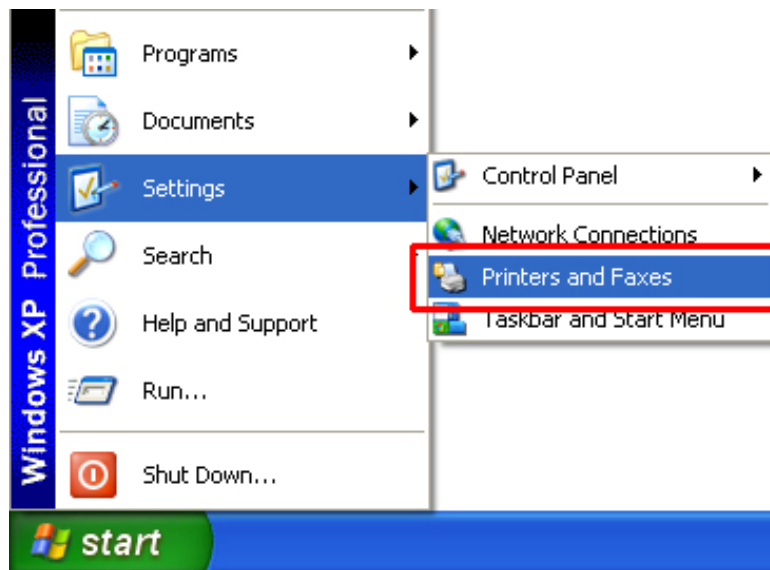 Windows XP Professional
Programs
Documents
Settings
Search
Help and Support
Run...
Shut Down...
Control Panel
Network Connections
Printers and Faxes
Taskbar and Start Menu
start